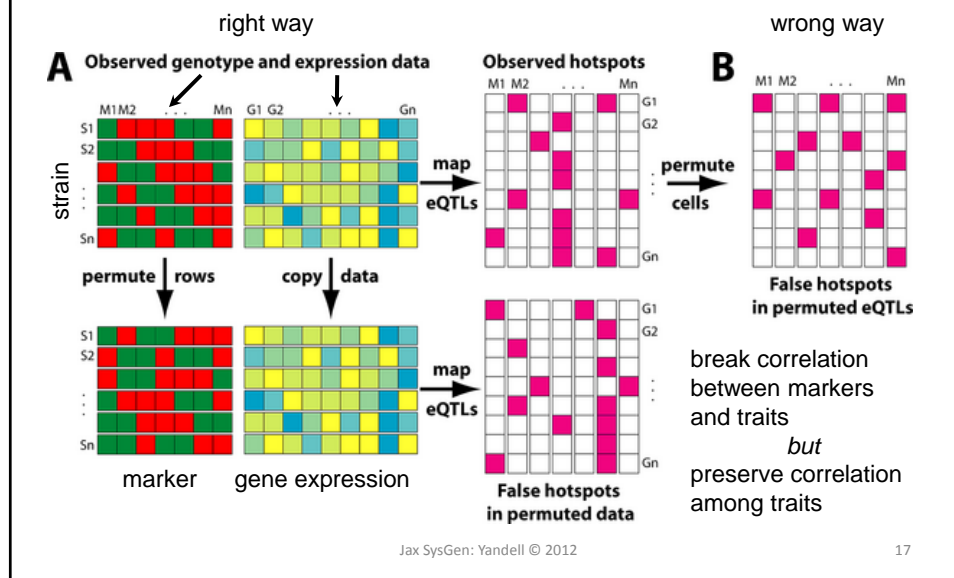 right way
wrong way
A Observed genotype and expression data
Observed hotspots
B
M1 M2 . . . Mn
G1 G2 . . . Gn
M1 M2 . . . Mn
M1 M2 . . . Mn
strain
S1
S2
. . .
Sn
G1
G2
. . .
Gn
map
eQTLs
permute
cells
permute rows
copy data
False hotspots
in permuted eQTLs
S1
S2
. . .
Sn
map
eQTLs
G1
G2
. . .
Gn
break correlation
between markers
and traits
but
preserve correlation
among traits
marker gene expression
False hotspots
in permuted data
Jax SysGen: Yandell © 2012
17